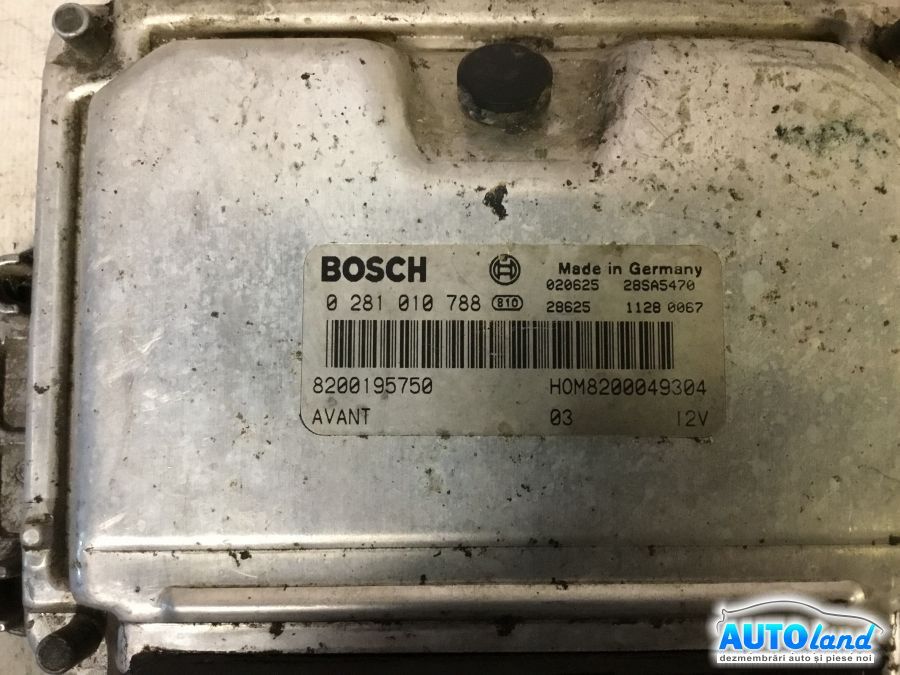 BOSCH Made in Germany
020625 28SA5470
0 281 010 788 810 28625 1128 0067
8200195750 HOM8200049304
AVANT 03 12V
AUTOland
dezmembrări auto și piese noi